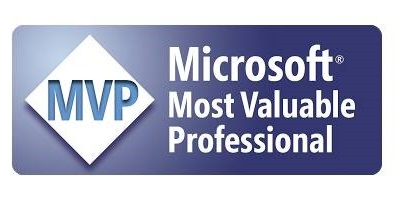 MVP
Microsoft®
Most Valuable
Professional